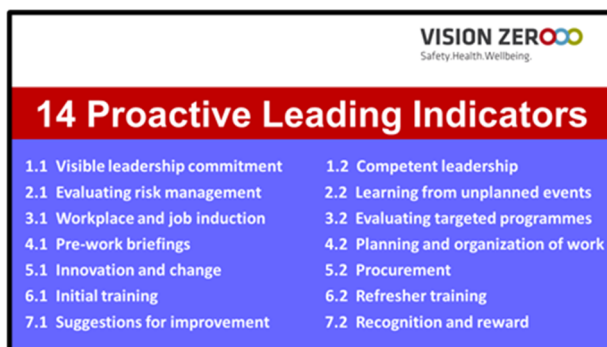 VISION ZERO
Safety.Health.Wellbeing.
14 Proactive Leading Indicators
1.1 Visible leadership commitment
1.2 Competent leadership
2.1 Evaluating risk management
2.2 Learning from unplanned events
3.1 Workplace and job induction
3.2 Evaluating targeted programmes
4.1 Pre-work briefings
4.2 Planning and organization of work
5.1 Innovation and change
5.2 Procurement
6.1 Initial training
6.2 Refresher training
7.1 Suggestions for improvement
7.2 Recognition and reward